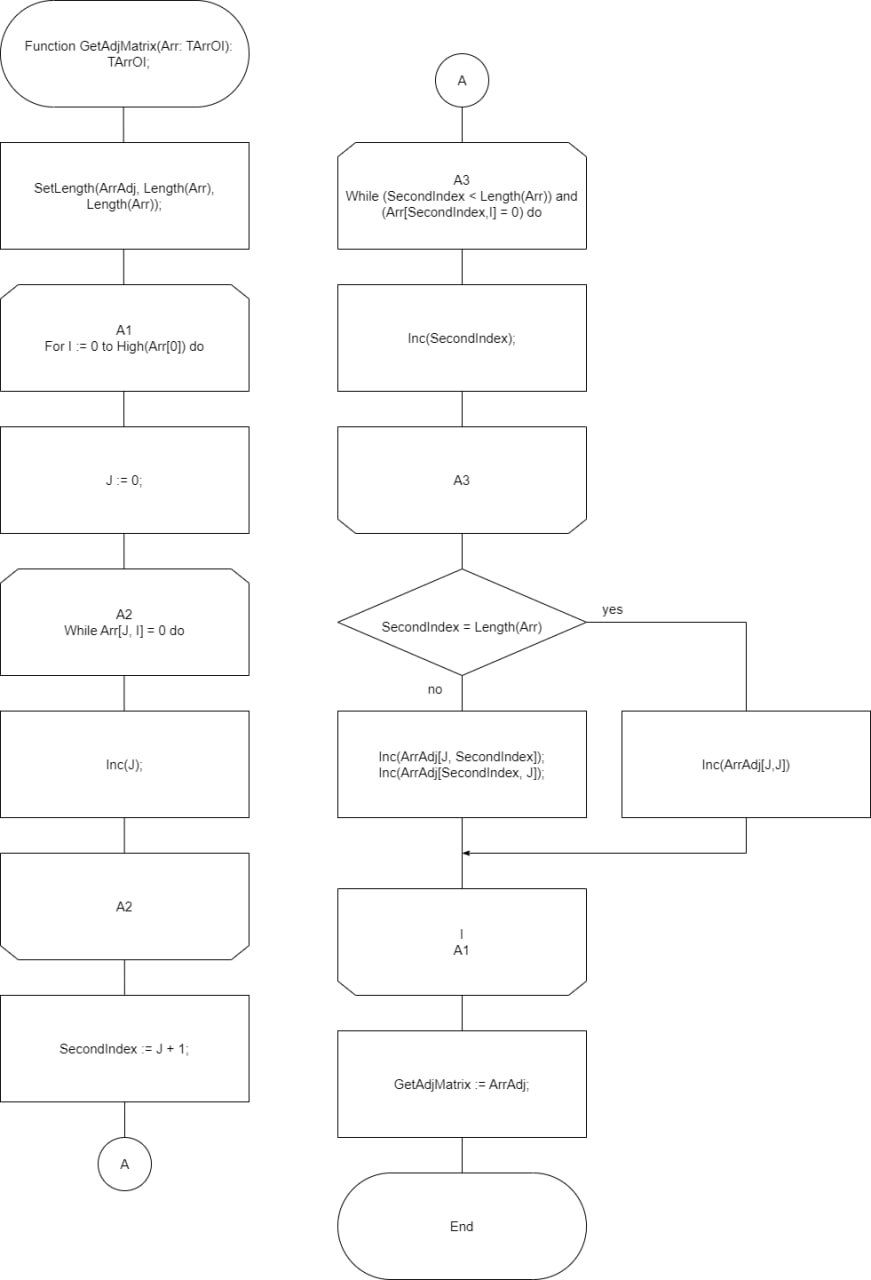 Function GetAdjMatrix(Arr: TArrOI):
TArrOI;
SetLength(ArrAdj, Length(Arr),
Length(Arr));
A1
For I := 0 to High(Arr[0]) do
J := 0;
A2
While Arr[J, I] = 0 do
Inc(J);
A2
SecondIndex := J + 1;
A
A
A3
While (SecondIndex < Length(Arr)) and
(Arr[SecondIndex,I] = 0) do
Inc(SecondIndex);
A3
SecondIndex = Length(Arr)
yes
no
Inc(ArrAdj[J, SecondIndex]);
Inc(ArrAdj[SecondIndex, J]);
Inc(ArrAdj[J,J])
I
A1
GetAdjMatrix := ArrAdj;
End